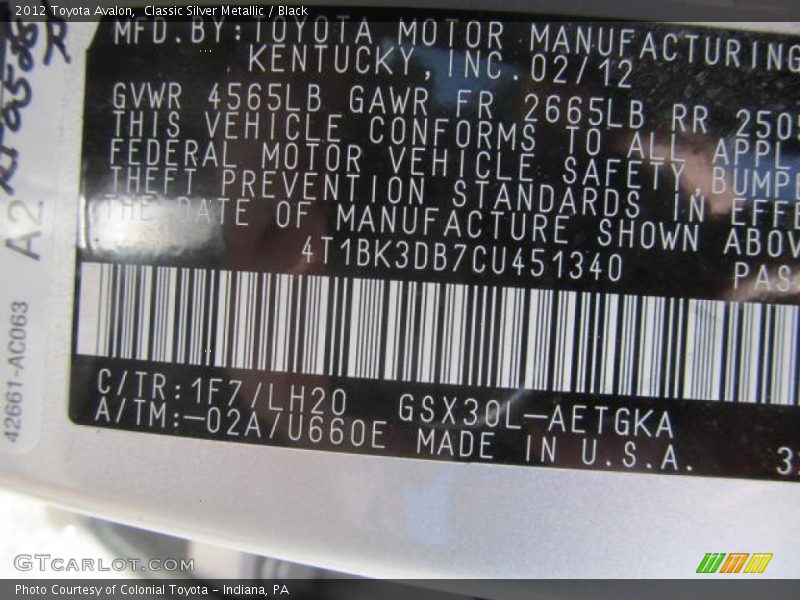 2012 Toyota Avalon, Classic Silver Metallic / Black
MFD.BY:TOYOTA MOTOR MANUFACTURING
KENTUCKY,INC.02/12
GVWR 4565LB GAWR FR 2665LB RR 250
THIS VEHICLE CONFORMS TO ALL APPL
FEDERAL MOTOR VEHICLE SAFETY,BUMPE
THEFT PREVENTION STANDARDS IN EFFE
THE DATE OF MANUFACTURE SHOWN ABOV
4T1BK3DB7CU451340 PAS
C/TR:1F7/LH20 GSX30L-AETGKA
A/TM:-02A/U660E MADE IN U.S.A.
A2
42661-AC063
GTCARLOT.COM
Photo Courtesy of Colonial Toyota - Indiana, PA